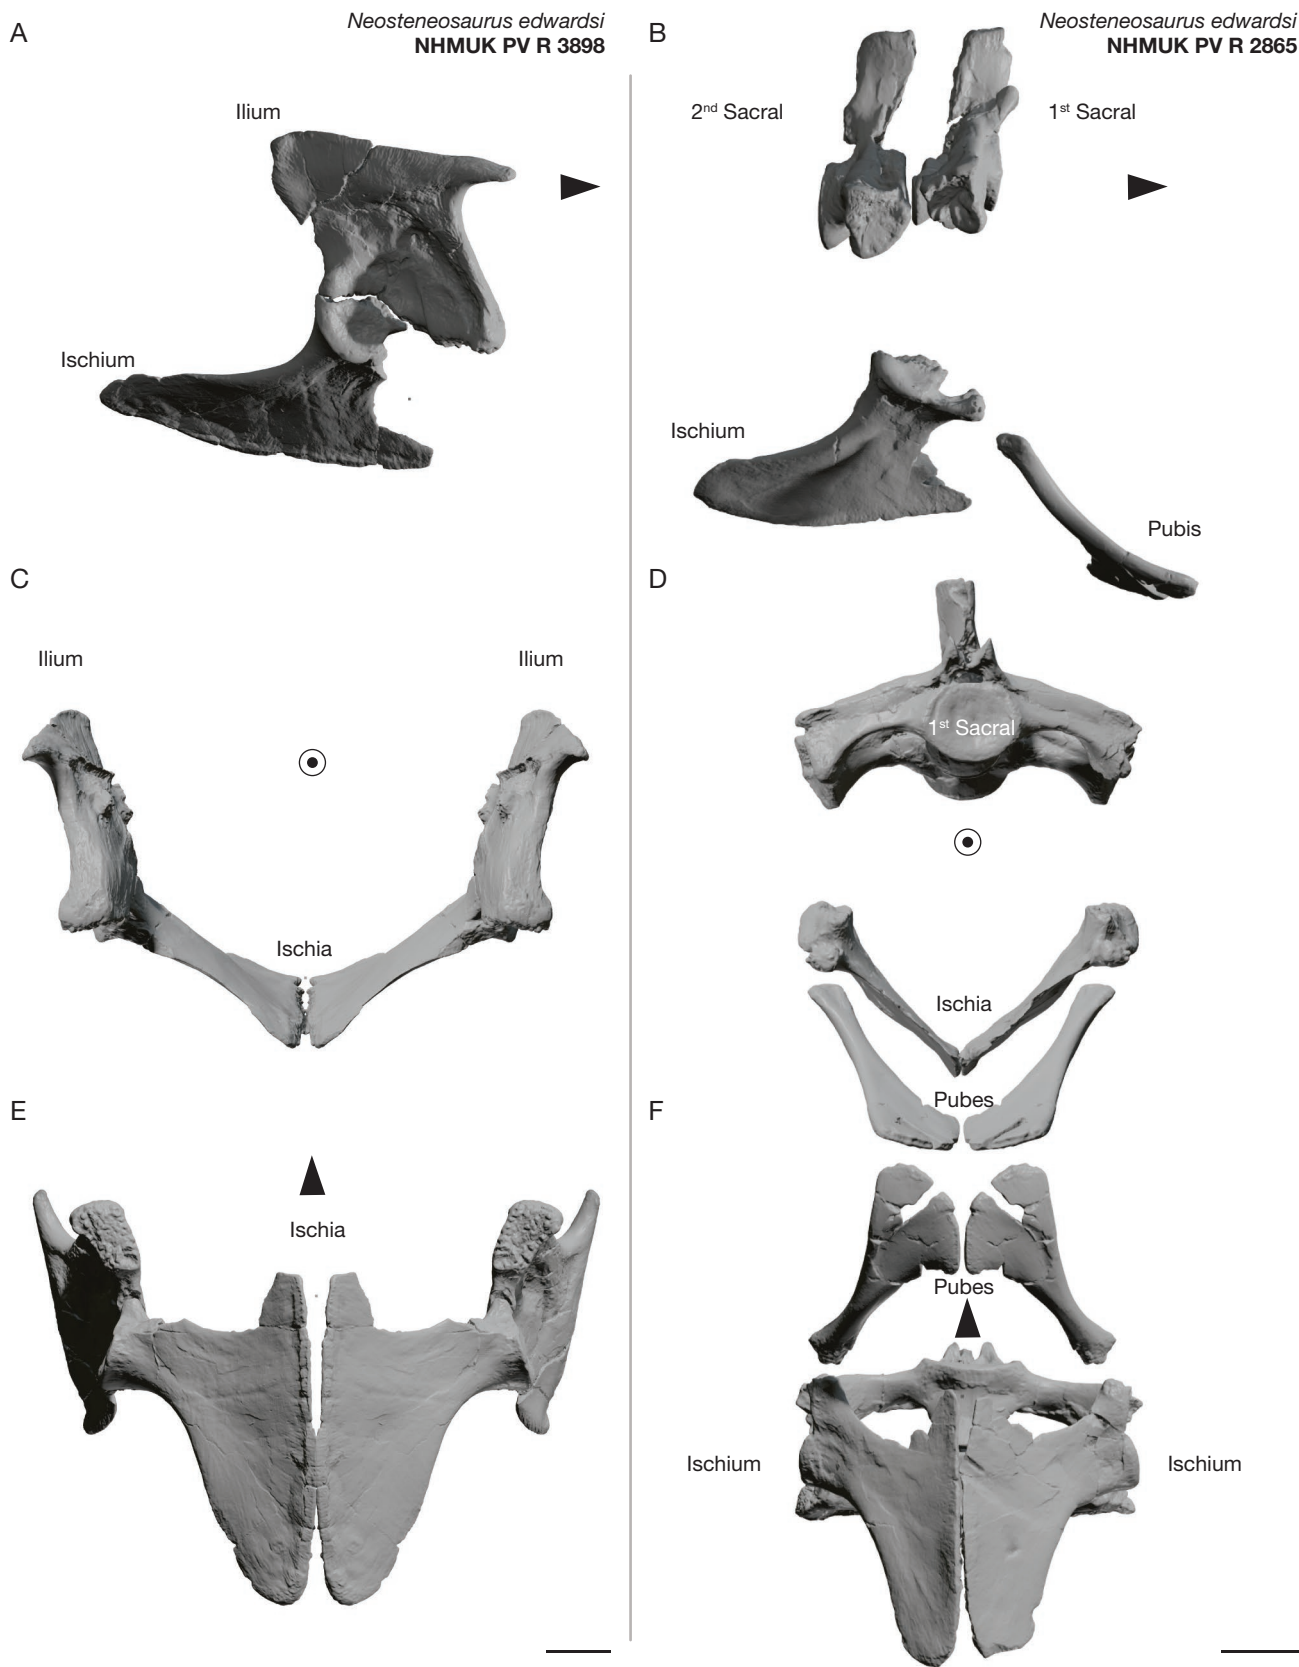 A
Neosteneosaurus edwardsi
NHMUK PV R 3898
Ilium
Ischium
B
Neosteneosaurus edwardsi
NHMUK PV R 2865
2nd Sacral
1st Sacral
Ischium
Pubis
C
Ilium
Ilium
Ischia
D
1st Sacral
Ischia
Pubes
E
Ischia
F
Pubes
Ischium
Ischium